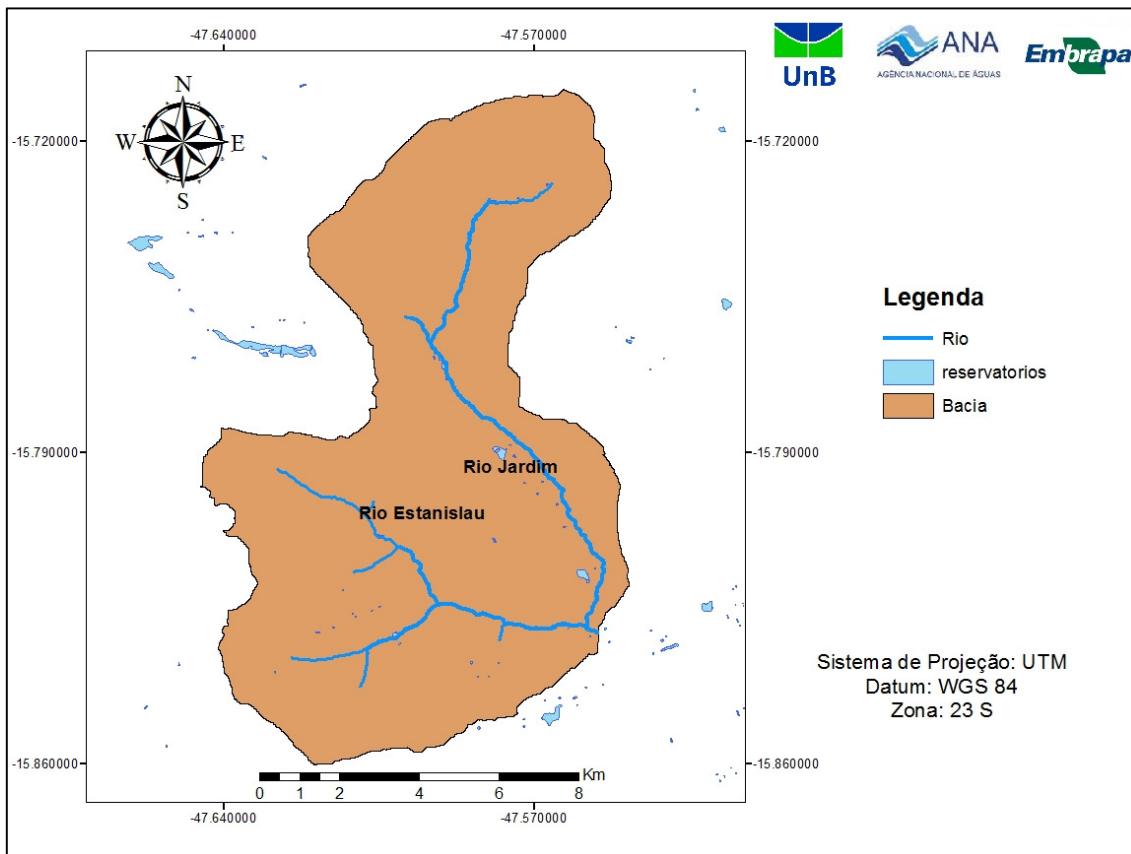 -47.640000
-47.570000
UnB
ANA
AGÊNCIA NACIONAL DE ÁGUAS
Embrapa
N
W E
S
-15.720000
-15.720000
Legenda
Rio
reservatorios
Bacia
-15.790000
-15.790000
Rio Jardim
Rio Estanislau
Sistema de Projeção: UTM
Datum: WGS 84
Zona: 23 S
-15.860000
-15.860000
Km
0 1 2 4 6 8
-47.640000
-47.570000